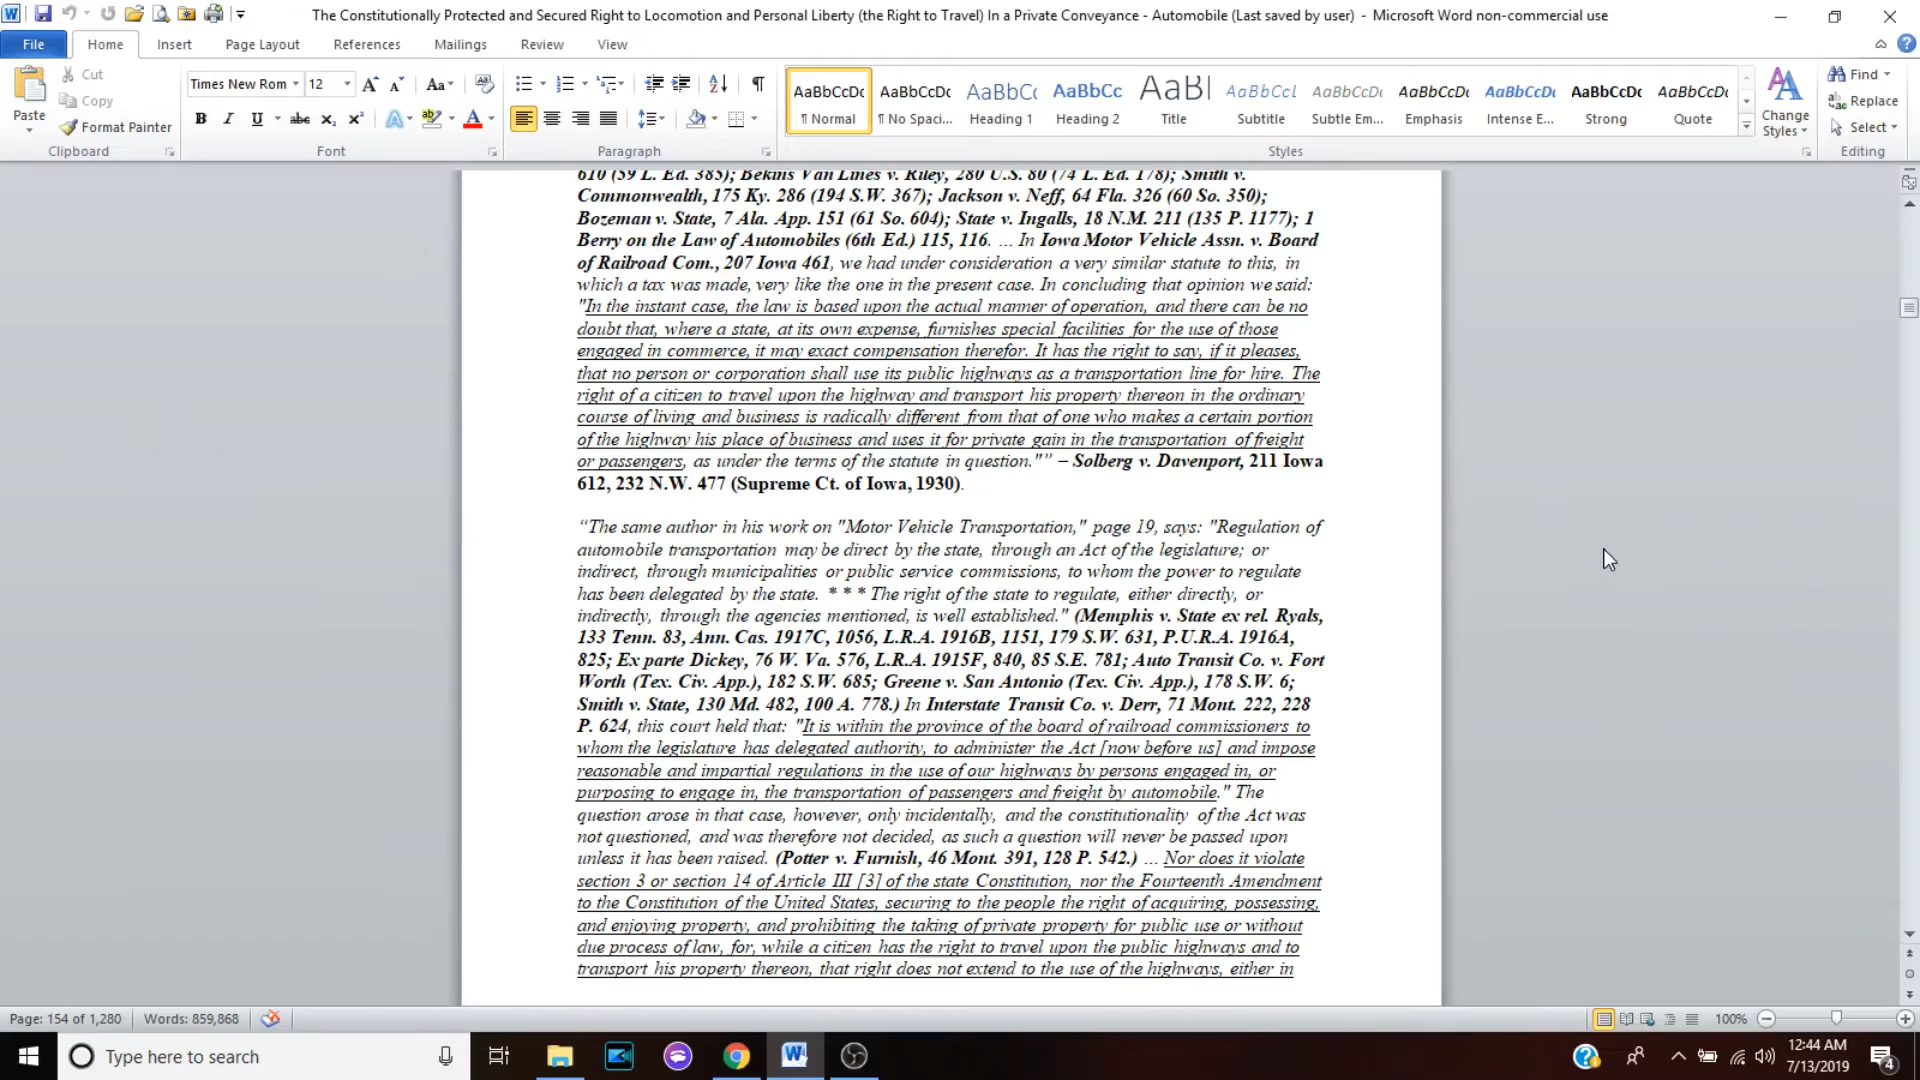 The Constitutionally Protected and Secured Right to Locomotion and Personal Liberty (the Right to Travel) In a Private Conveyance - Automobile (Last saved by user) - Microsoft Word non-commercial use
File Home Insert Page Layout References Mailings Review View
Paste
Cut
Copy
Format Painter
Clipboard
Times New Rom 12
Font
Paragraph
AaBbCcDc AaBbCcDc AaBbCc AaBbCc AaBl AaBbCcL AaBbCcDc AaBbCcDc AaBbCcDc AaBbCcDc AaBbCcDc
¶ Normal ¶ No Spaci... Heading 1 Heading 2 Title Subtitle Subtle Em... Emphasis Intense E... Strong Quote
Styles
Change Styles
Find
Replace
Select
Editing
610 (59 L. Ed. 385); Bekins Van Lines v. Riley, 280 U.S. 80 (74 L. Ed. 178); Smith v.
Commonwealth, 175 Ky. 286 (194 S.W. 367); Jackson v. Neff, 64 Fla. 326 (60 So. 350);
Bozeman v. State, 7 Ala. App. 151 (61 So. 604); State v. Ingalls, 18 N.M. 211 (135 P. 1177); 1
Berry on the Law of Automobiles (6th Ed.) 115, 116. … In Iowa Motor Vehicle Assn. v. Board
of Railroad Com., 207 Iowa 461, we had under consideration a very similar statute to this, in
which a tax was made, very like the one in the present case. In concluding that opinion we said:
"In the instant case, the law is based upon the actual manner of operation, and there can be no
doubt that, where a state, at its own expense, furnishes special facilities for the use of those
engaged in commerce, it may exact compensation therefor. It has the right to say, if it pleases,
that no person or corporation shall use its public highways as a transportation line for hire. The
right of a citizen to travel upon the highway and transport his property thereon in the ordinary
course of living and business is radically different from that of one who makes a certain portion
of the highway his place of business and uses it for private gain in the transportation of freight
or passengers, as under the terms of the statute in question."” – Solberg v. Davenport, 211 Iowa
612, 232 N.W. 477 (Supreme Ct. of Iowa, 1930).
“The same author in his work on "Motor Vehicle Transportation," page 19, says: "Regulation of
automobile transportation may be direct by the state, through an Act of the legislature; or
indirect, through municipalities or public service commissions, to whom the power to regulate
has been delegated by the state. * * * The right of the state to regulate, either directly, or
indirectly, through the agencies mentioned, is well established." (Memphis v. State ex rel. Ryals,
133 Tenn. 83, Ann. Cas. 1917C, 1056, L.R.A. 1916B, 1151, 179 S.W. 631, P.U.R.A. 1916A,
825; Ex parte Dickey, 76 W. Va. 576, L.R.A. 1915F, 840, 85 S.E. 781; Auto Transit Co. v. Fort
Worth (Tex. Civ. App.), 182 S.W. 685; Greene v. San Antonio (Tex. Civ. App.), 178 S.W. 6;
Smith v. State, 130 Md. 482, 100 A. 778.) In Interstate Transit Co. v. Derr, 71 Mont. 222, 228
P. 624, this court held that: "It is within the province of the board of railroad commissioners to
whom the legislature has delegated authority, to administer the Act [now before us] and impose
reasonable and impartial regulations in the use of our highways by persons engaged in, or
purposing to engage in, the transportation of passengers and freight by automobile." The
question arose in that case, however, only incidentally, and the constitutionality of the Act was
not questioned, and was therefore not decided, as such a question will never be passed upon
unless it has been raised. (Potter v. Furnish, 46 Mont. 391, 128 P. 542.) … Nor does it violate
section 3 or section 14 of Article III [3] of the state Constitution, nor the Fourteenth Amendment
to the Constitution of the United States, securing to the people the right of acquiring, possessing,
and enjoying property, and prohibiting the taking of private property for public use or without
due process of law, for, while a citizen has the right to travel upon the public highways and to
transport his property thereon, that right does not extend to the use of the highways, either in
Page: 154 of 1,280 Words: 859,868 100%
Type here to search
12:44 AM
7/13/2019
4